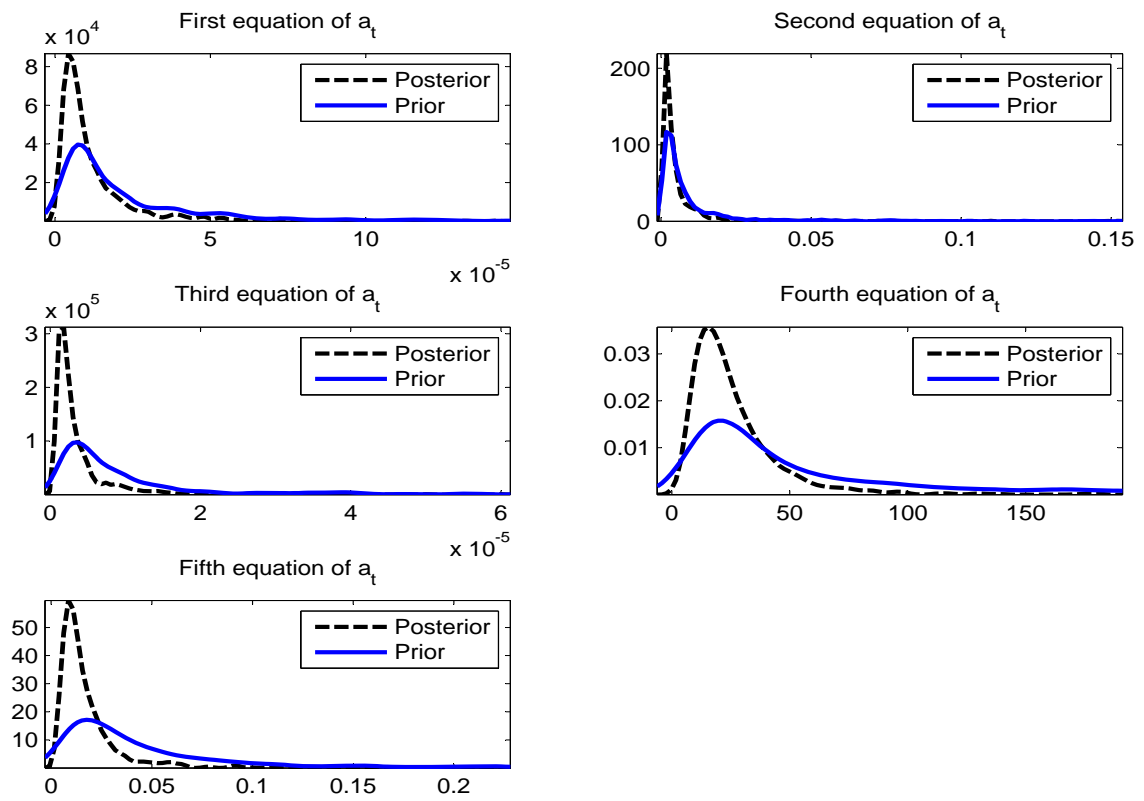 First equation of a_t
x 10^4
8
6
4
2
0 5 10
x 10^-5
Posterior
Prior
Second equation of a_t
200
100
0
0 0.05 0.1 0.15
Posterior
Prior
Third equation of a_t
x 10^5
3
2
1
0 2 4 6
x 10^-5
Posterior
Prior
Fourth equation of a_t
0.03
0.02
0.01
0 50 100 150
Posterior
Prior
Fifth equation of a_t
50
40
30
20
10
0 0.05 0.1 0.15 0.2
Posterior
Prior